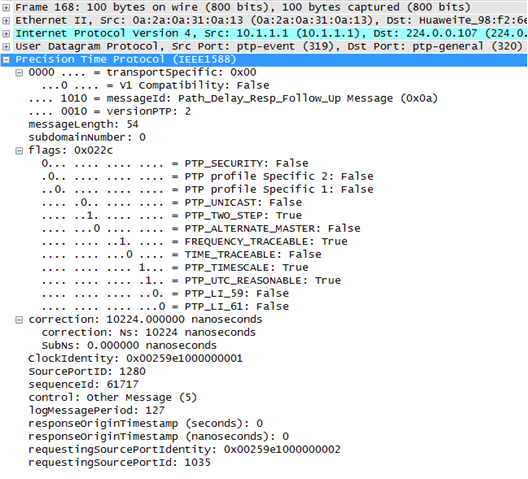 Frame 168: 100 bytes on wire (800 bits), 100 bytes captured (800 bits)
Ethernet II, Src: 0a:2a:0a:31:0a:13 (0a:2a:0a:31:0a:13), Dst: HuaweiTe_98:f2:6e
Internet Protocol Version 4, Src: 10.1.1.1 (10.1.1.1), Dst: 224.0.0.107 (224.0.
User Datagram Protocol, Src Port: ptp-event (319), Dst Port: ptp-general (320)
Precision Time Protocol (IEEE1588)
0000 .... = transportSpecific: 0x00
...0 .... = V1 Compatibility: False
.... 1010 = messageId: Path_Delay_Resp_Follow_Up Message (0x0a)
.... 0010 = versionPTP: 2
messageLength: 54
subdomainNumber: 0
flags: 0x022c
0... .... .... .... = PTP_SECURITY: False
.0.. .... .... .... = PTP profile Specific 2: False
..0. .... .... .... = PTP profile Specific 1: False
.... .0.. .... .... = PTP_UNICAST: False
.... ..1. .... .... = PTP_TWO_STEP: True
.... ...0 .... .... = PTP_ALTERNATE_MASTER: False
.... .... ..1. .... = FREQUENCY_TRACEABLE: True
.... .... ...0 .... = TIME_TRACEABLE: False
.... .... .... 1... = PTP_TIMESCALE: True
.... .... .... .1.. = PTP_UTC_REASONABLE: True
.... .... .... ..0. = PTP_LI_59: False
.... .... .... ...0 = PTP_LI_61: False
correction: 10224.000000 nanoseconds
correction: Ns: 10224 nanoseconds
SubNs: 0.000000 nanoseconds
ClockIdentity: 0x00259e1000000001
SourcePortID: 1280
sequenceId: 61717
control: Other Message (5)
logMessagePeriod: 127
responseOriginTimestamp (seconds): 0
responseOriginTimestamp (nanoseconds): 0
requestingSourcePortIdentity: 0x00259e1000000002
requestingSourcePortId: 1035